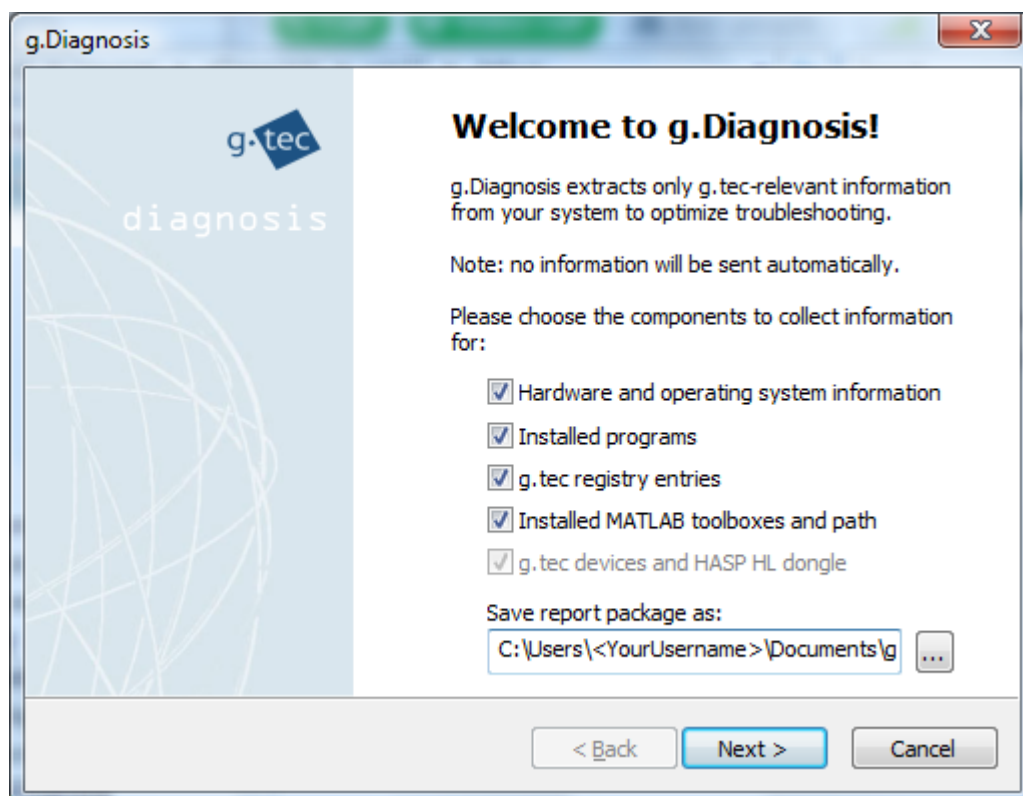 g.Diagnosis
g.tec
diagnosis
Welcome to g.Diagnosis!
g.Diagnosis extracts only g.tec-relevant information
from your system to optimize troubleshooting.
Note: no information will be sent automatically.
Please choose the components to collect information
for:
Hardware and operating system information
Installed programs
g.tec registry entries
Installed MATLAB toolboxes and path
g.tec devices and HASP HL dongle
Save report package as:
C:\Users\<YourUsername>\Documents\g
...
< Back
Next >
Cancel